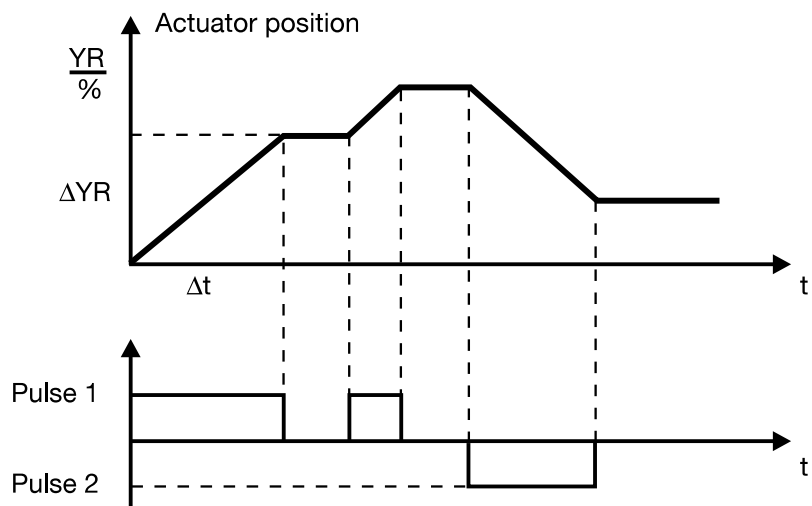 Actuator position
YR
%
ΔYR
Δt
t
Pulse 1
t
Pulse 2